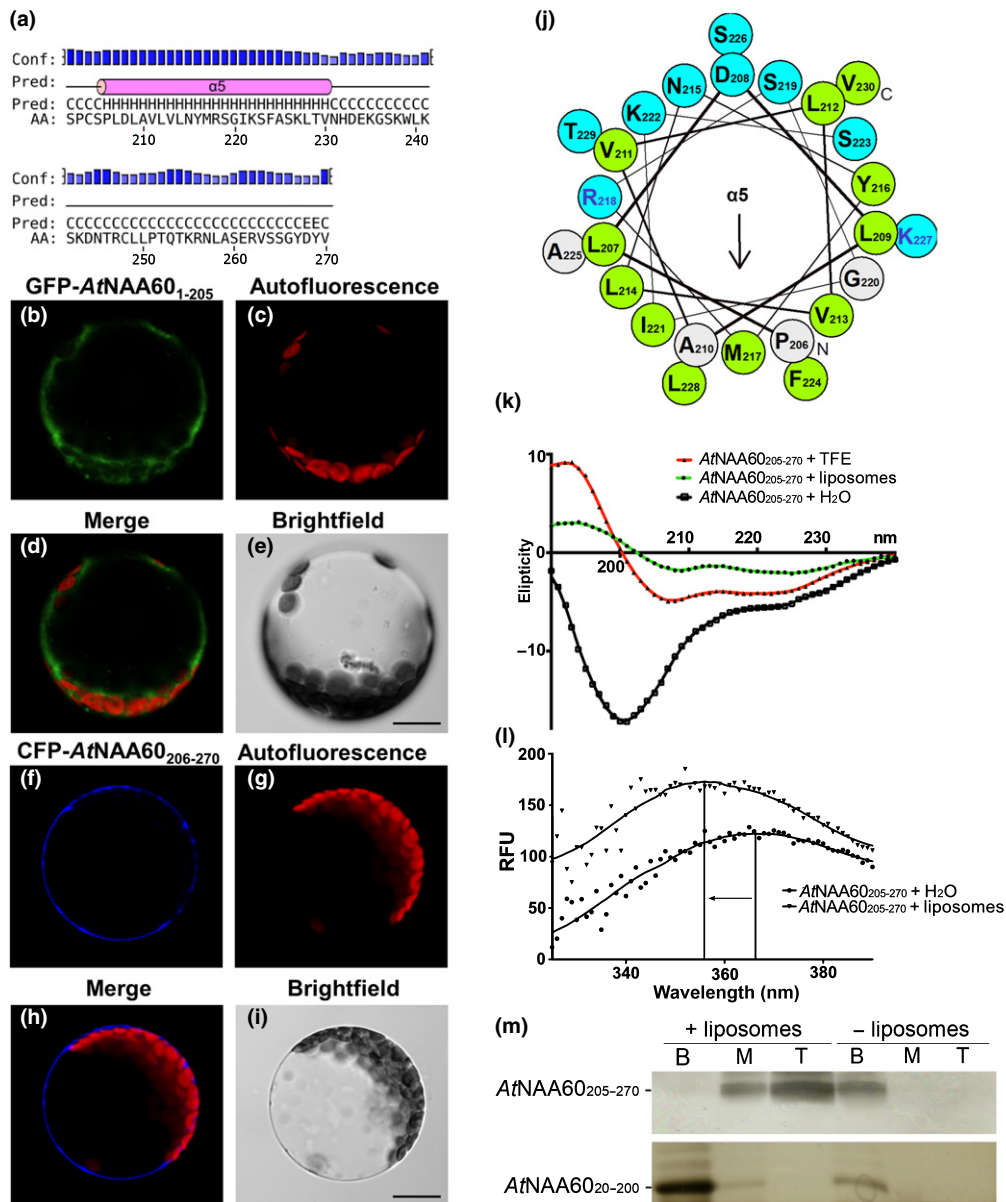 (a)
Conf:
Pred:
α5
Pred: CCCCHHHHHHHHHHHHHHHHHHHHHHHHHCCCCCCCCCCC
AA: SPCSPLDLAVLVLNYMRSGIKSFASKLTVNHDEKGSKWLK
210 220 230 240
Conf:
Pred:
Pred: CCCCCCCCCCCCCCCCCCCCCCCCCCEEC
AA: SKDNTRCLLPTQTKRNLASERVSSGYDYV
250 260 270
GFP-AtNAA60₁₋₂₀₅ Autofluorescence
(b) (c)
Merge Brightfield
(d) (e)
CFP-AtNAA60₂₀₆₋₂₇₀ Autofluorescence
(f) (g)
Merge Brightfield
(h) (i)
(j)
S226
D208
N215
S219
L212
V230
C
K222
S223
T229
V211
Y216
R218
α5
L209
K227
L207
A225
G220
L214
V213
I221
A210
M217
P206
N
L228
F224
(k)
AtNAA60₂₀₅₋₂₇₀ + TFE
AtNAA60₂₀₅₋₂₇₀ + liposomes
AtNAA60₂₀₅₋₂₇₀ + H₂O
10
0
−10
Elipticity
200 210 220 230 nm
(l)
200
150
100
50
0
RFU
AtNAA60₂₀₅₋₂₇₀ + H₂O
AtNAA60₂₀₅₋₂₇₀ + liposomes
340 360 380
Wavelength (nm)
(m)
+ liposomes − liposomes
B M T B M T
AtNAA60₂₀₅₋₂₇₀ -
AtNAA60₂₀₋₂₀₀ -